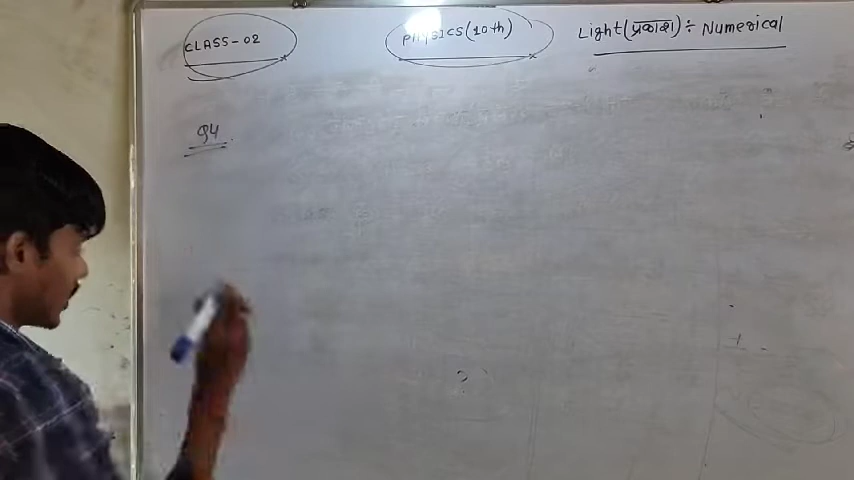 CLASS-02
PHYSICS(10th)
Light(प्रकाश)÷ Numerical
Q4